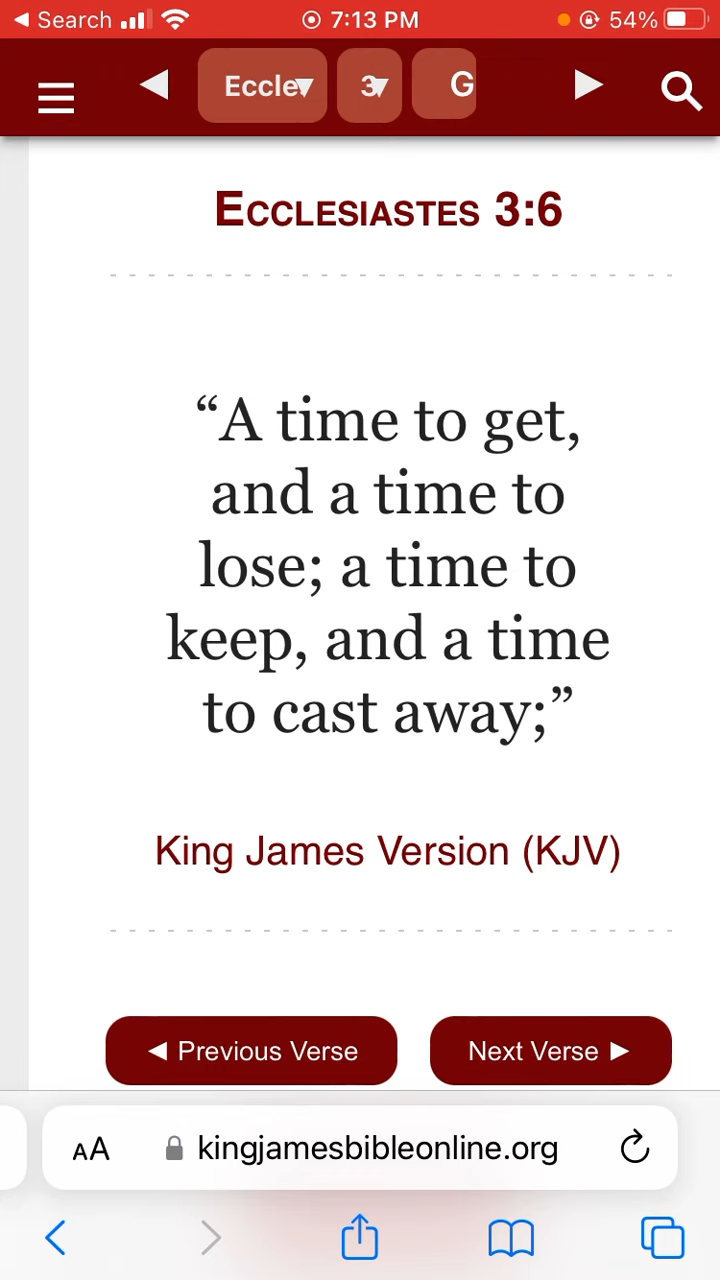 Search 7:13 PM 54%
Eccle 3 G
ECCLESIASTES 3:6
“A time to get,
and a time to
lose; a time to
keep, and a time
to cast away;”
King James Version (KJV)
Previous Verse Next Verse
AA kingjamesbibleonline.org